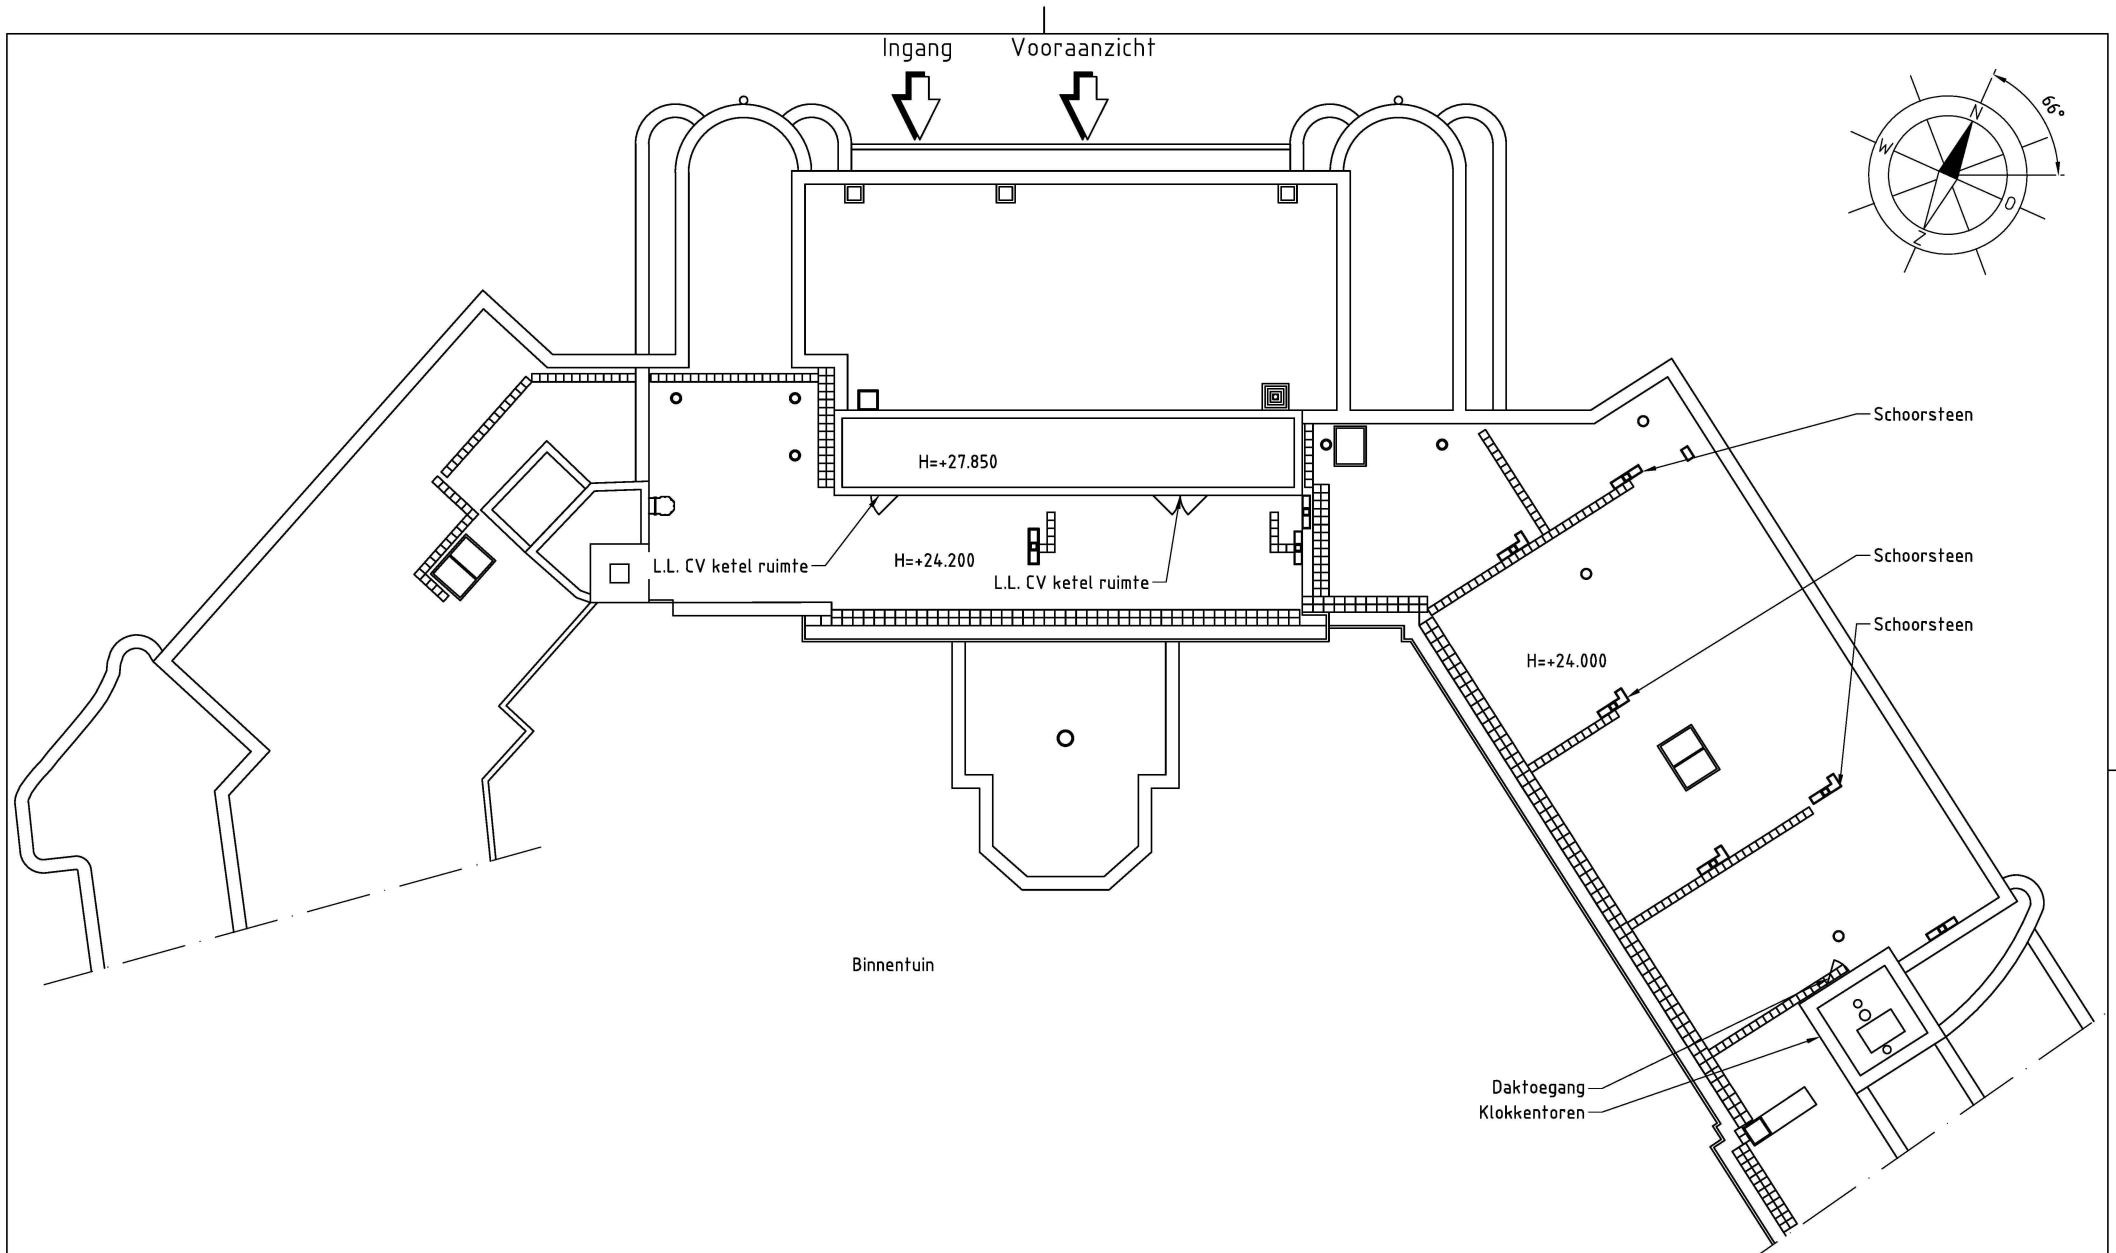 Ingang
Vooraanzicht
66°
N
W
O
Z
Schoorsteen
H=+27.850
Schoorsteen
H=+24.200
L.L. CV ketel ruimte
L.L. CV ketel ruimte
Schoorsteen
H=+24.000
Binnentuin
Daktoegang
Klokkentoren